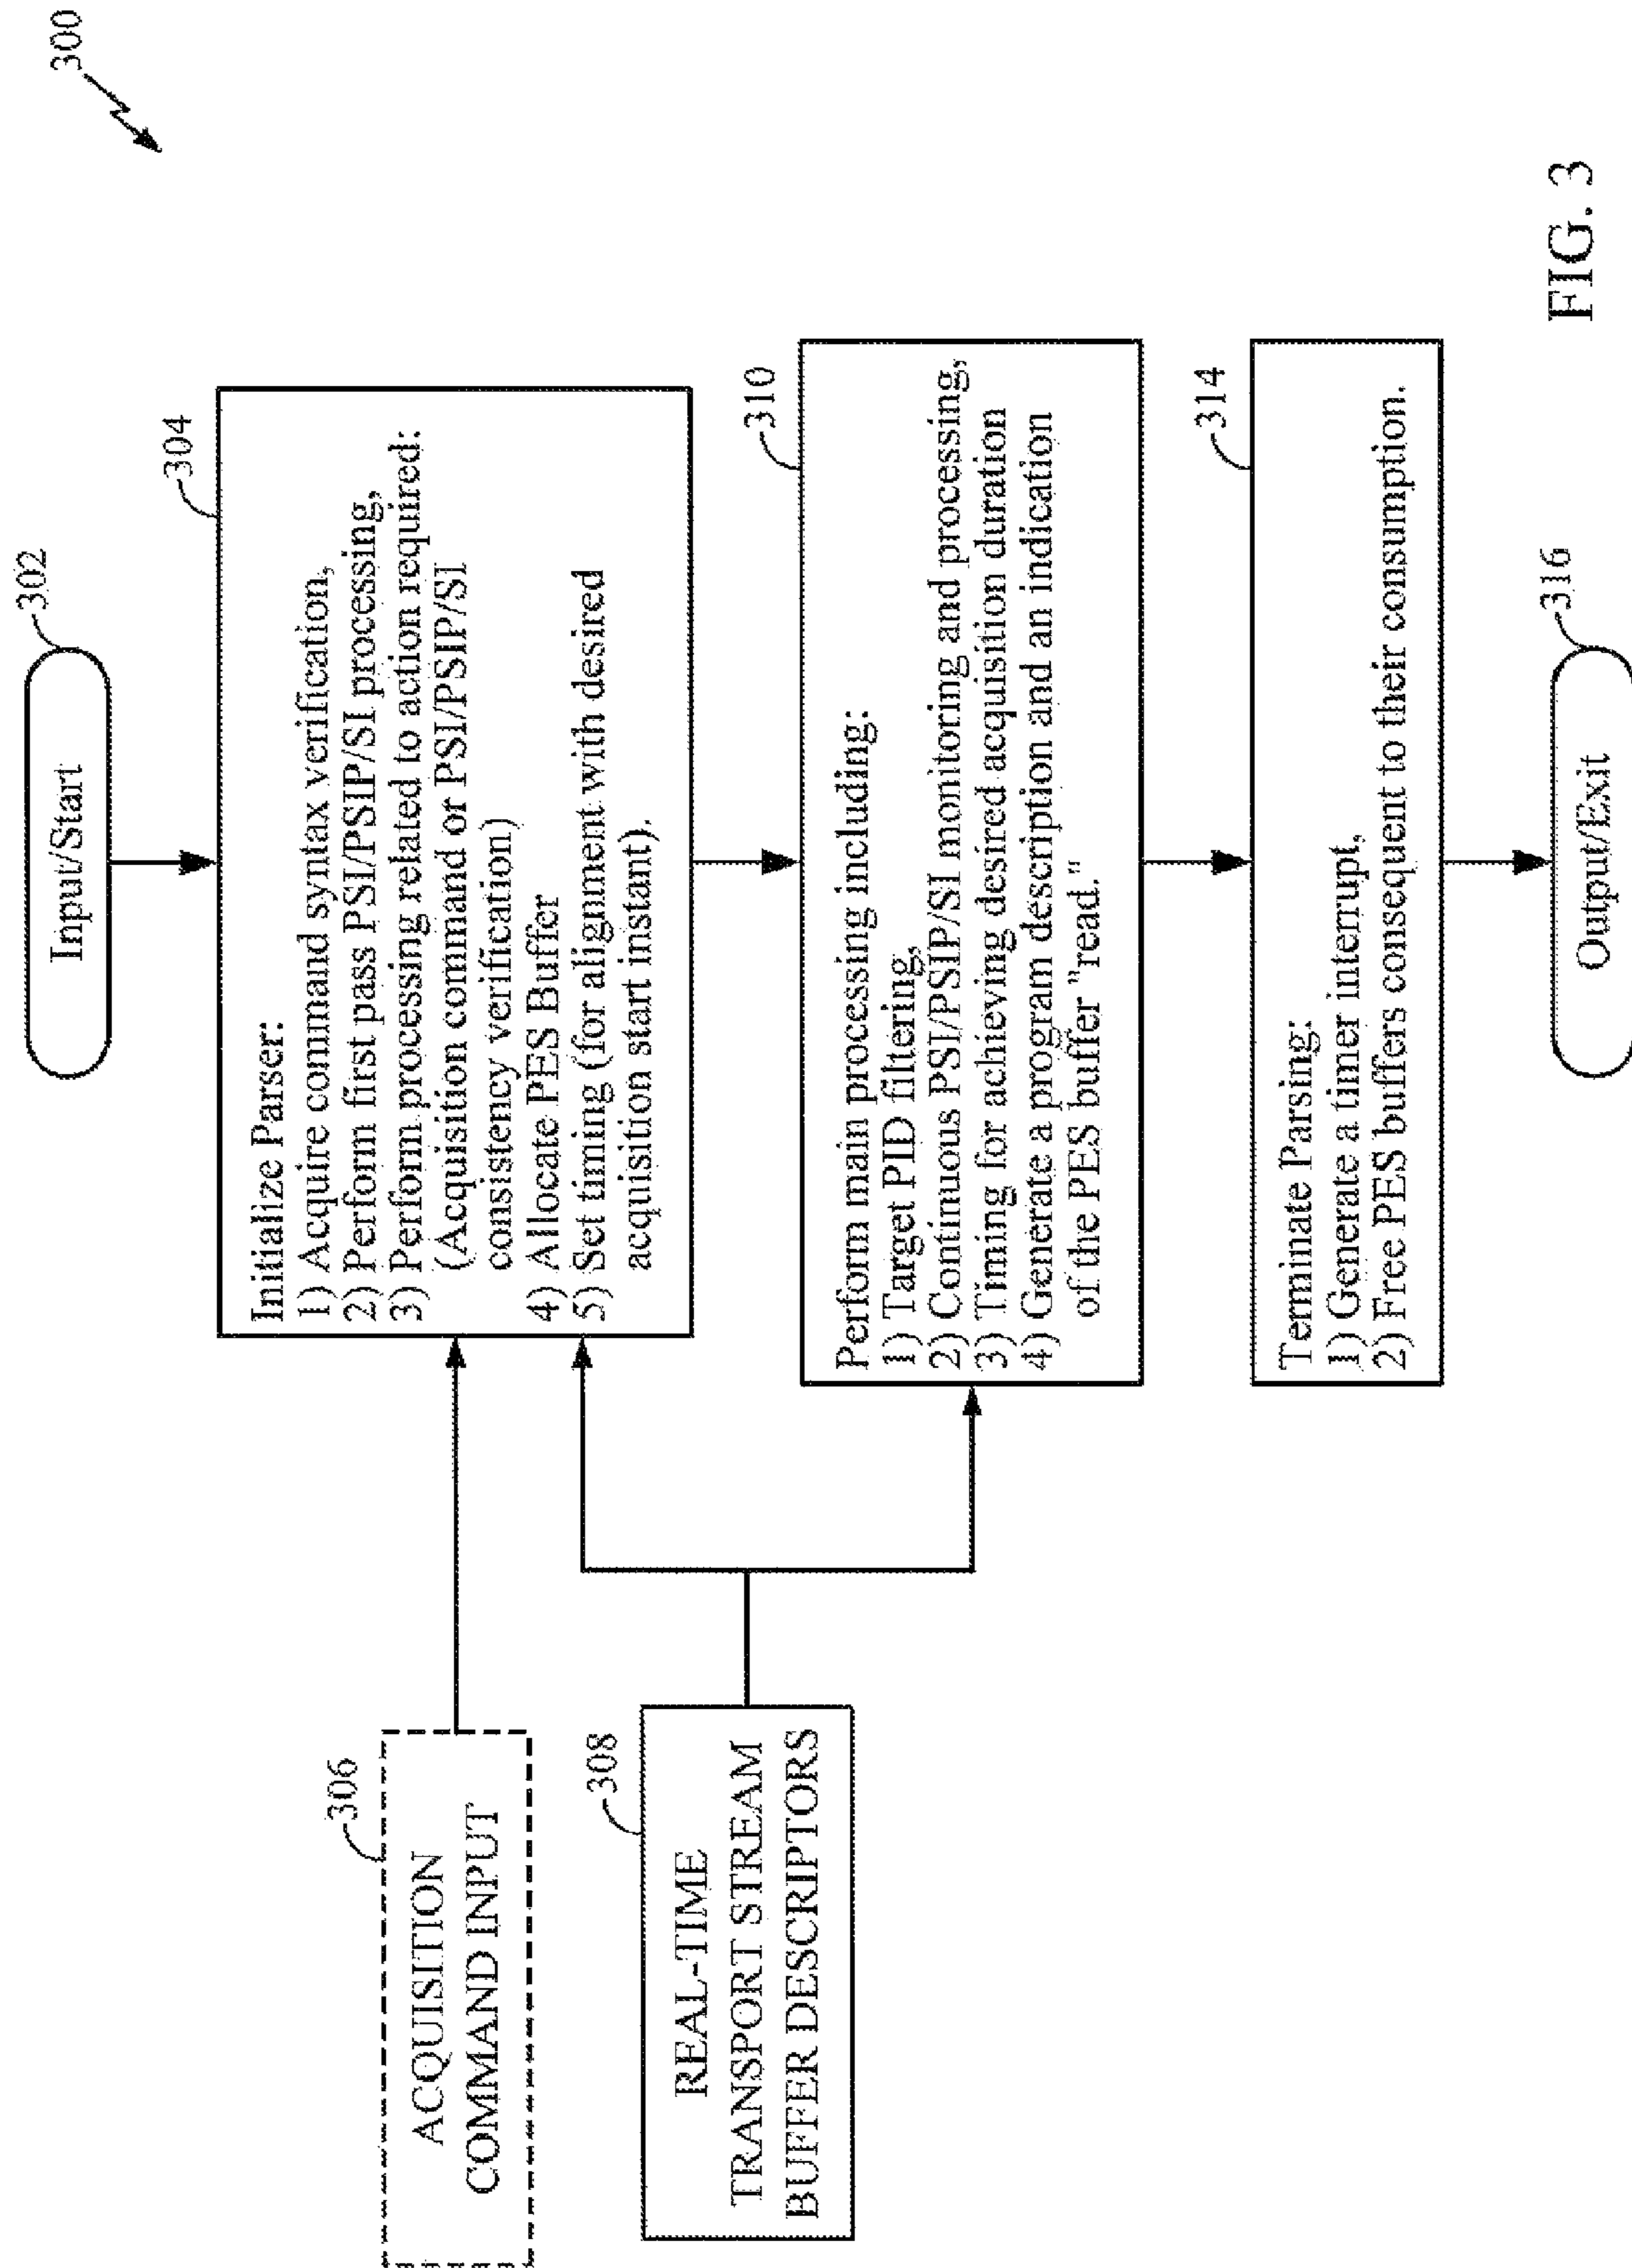 300
302
Input/Start
304
Initialize Parser:
1) Acquire command syntax verification,
2) Perform first pass PSI/PSIP/SI processing,
3) Perform processing related to action required:
(Acquisition command or PSI/PSIP/SI
consistency verification)
4) Allocate PES Buffer
5) Set timing (for alignment with desired
acquisition start instant).
306
ACQUISITION
COMMAND INPUT
308
REAL-TIME
TRANSPORT STREAM
BUFFER DESCRIPTORS
310
Perform main processing including:
1) Target PID filtering,
2) Continuous PSI/PSIP/SI monitoring and processing,
3) Timing for achieving desired acquisition duration
4) Generate a program description and an indication
of the PES buffer "read."
314
Terminate Parsing:
1) Generate a timer interrupt,
2) Free PES buffers consequent to their consumption.
316
Output/Exit
FIG. 3